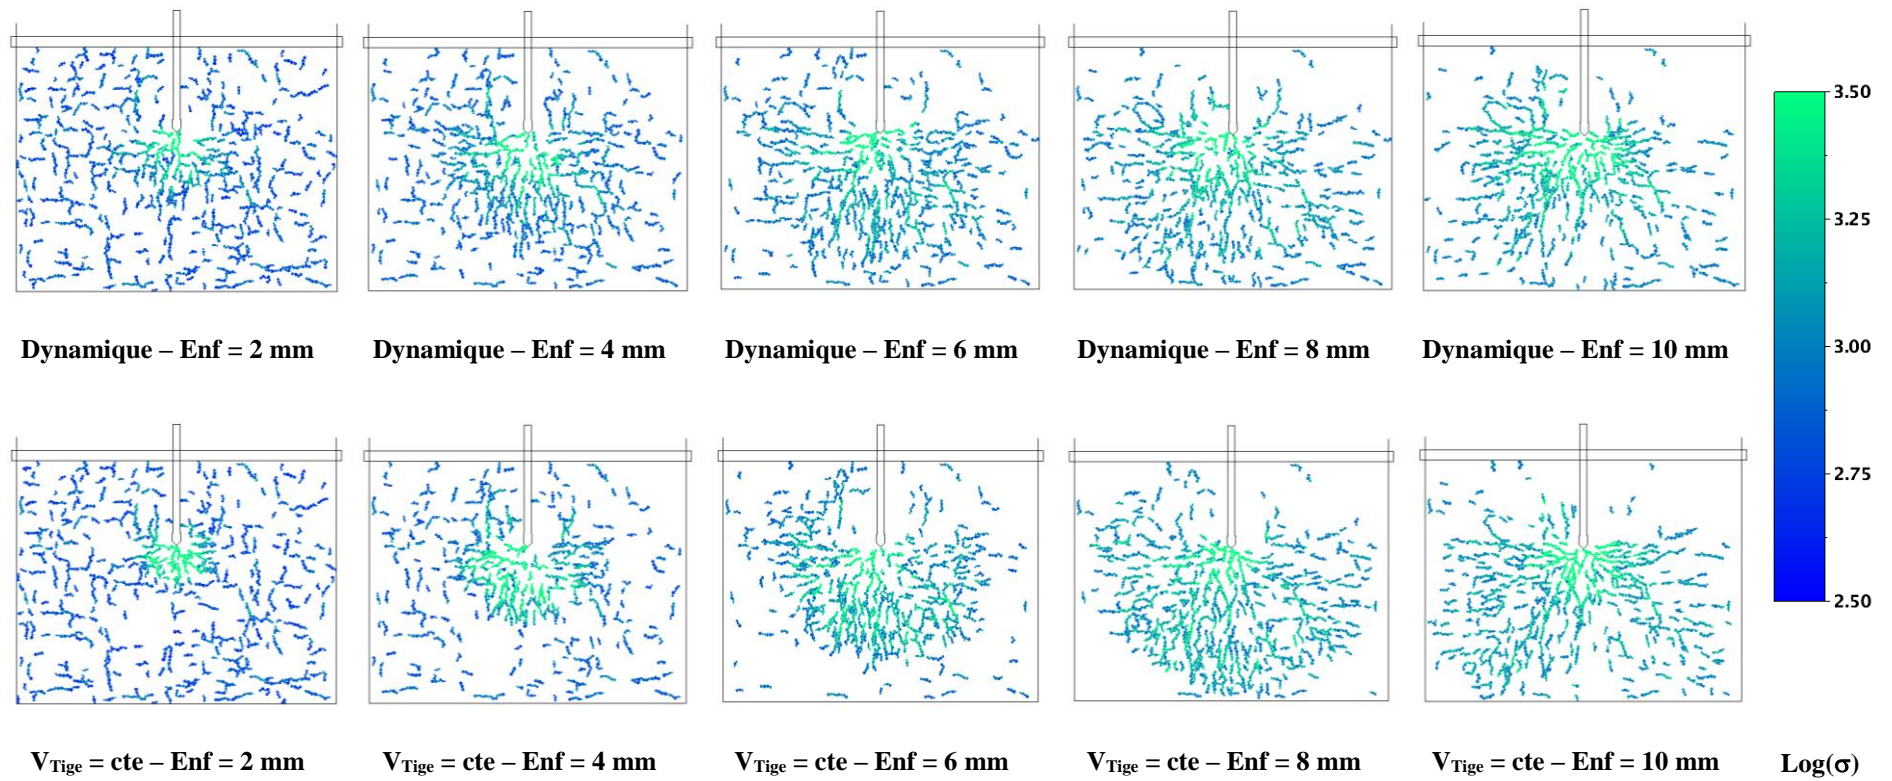 3.50
3.25
3.00
2.75
2.50
Dynamique – Enf = 2 mm
Dynamique – Enf = 4 mm
Dynamique – Enf = 6 mm
Dynamique – Enf = 8 mm
Dynamique – Enf = 10 mm
VTige = cte – Enf = 2 mm
VTige = cte – Enf = 4 mm
VTige = cte – Enf = 6 mm
VTige = cte – Enf = 8 mm
VTige = cte – Enf = 10 mm
Log(σ)